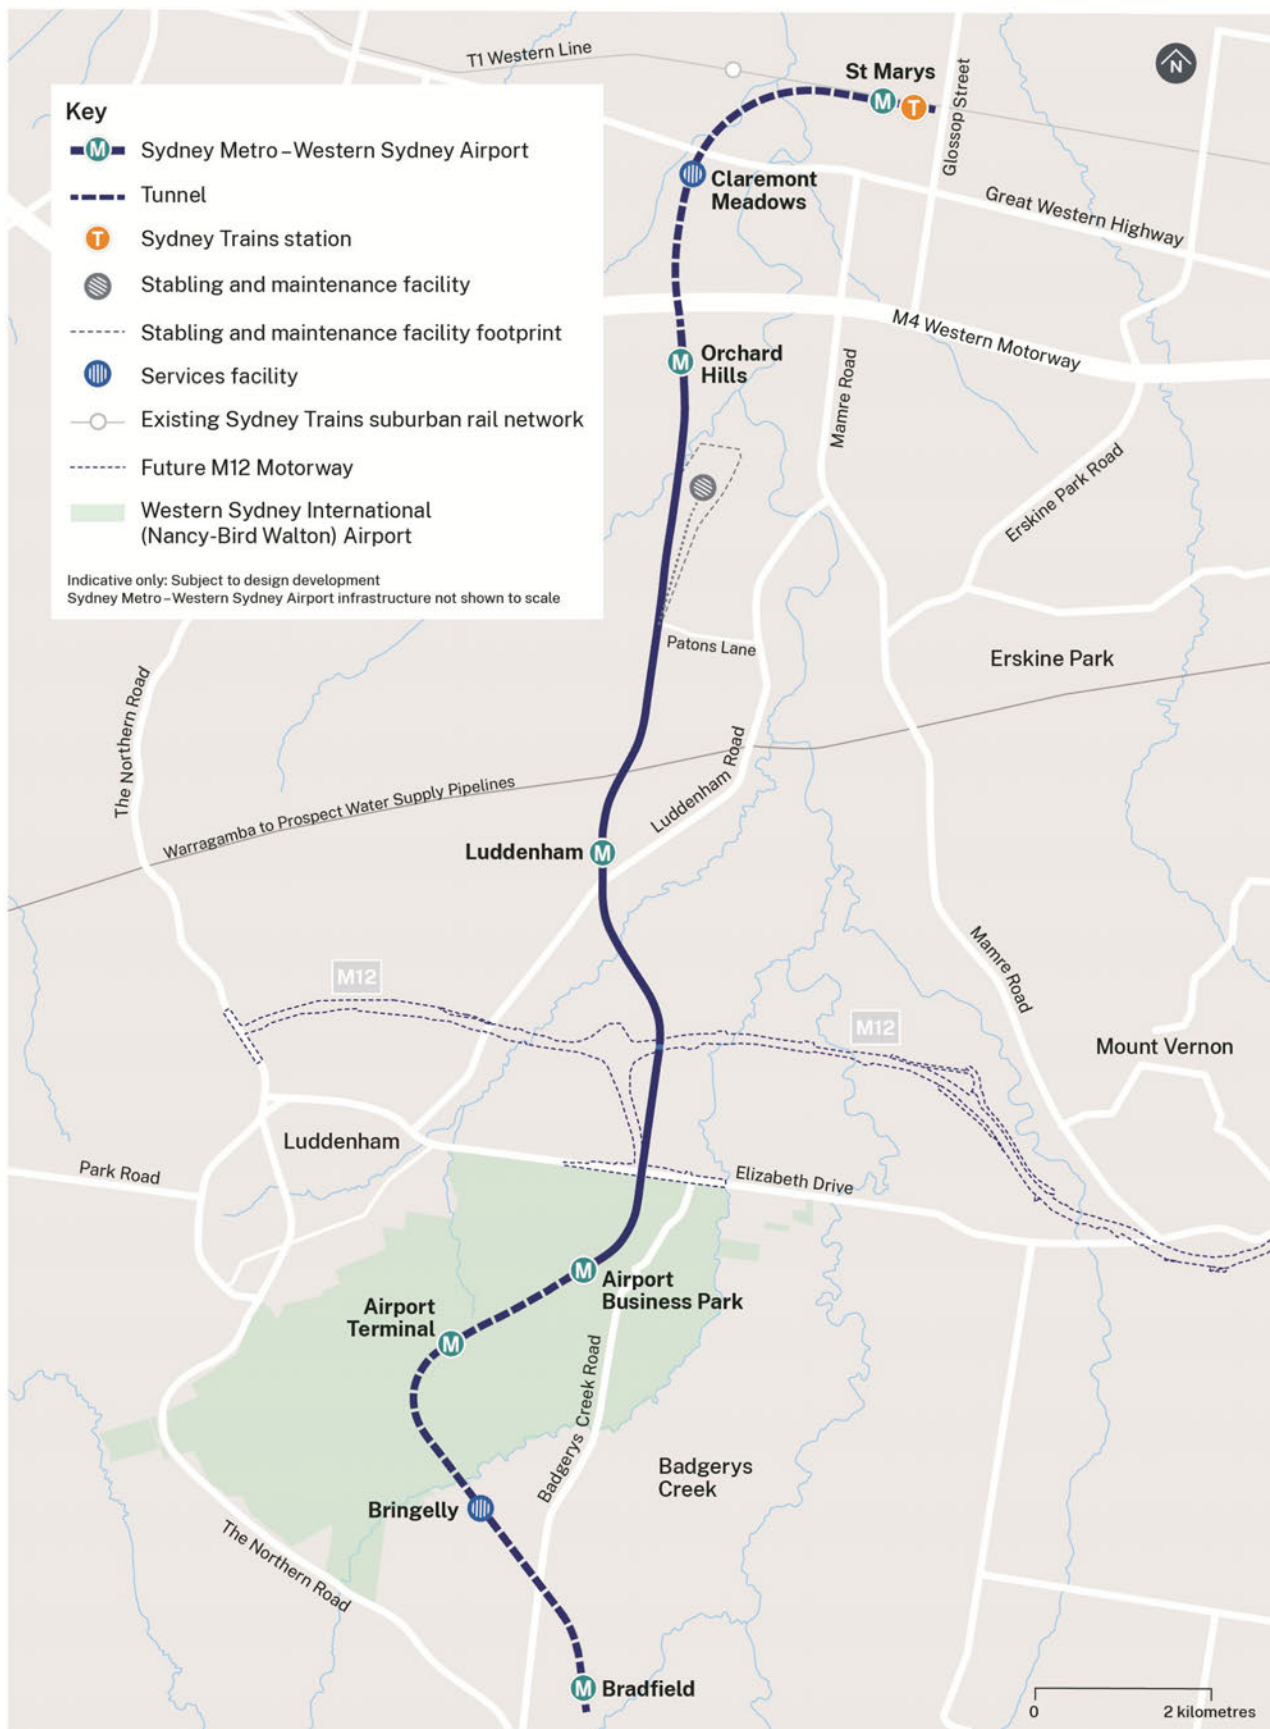 T1 Western Line
St Marys
N
M
T
Glossop Street
Key
M
Sydney Metro – Western Sydney Airport
Tunnel
T
Sydney Trains station
Stabling and maintenance facility
Stabling and maintenance facility footprint
Services facility
Existing Sydney Trains suburban rail network
Future M12 Motorway
Western Sydney International
(Nancy-Bird Walton) Airport
Indicative only: Subject to design development
Sydney Metro – Western Sydney Airport infrastructure not shown to scale
Claremont
Meadows
Great Western Highway
M4 Western Motorway
M
Orchard
Hills
Mamre Road
Erskine Park Road
Patons Lane
Erskine Park
The Northern Road
Luddenham Road
Warragamba to Prospect Water Supply Pipelines
Luddenham
M
Mamre Road
M12
M12
Mount Vernon
Luddenham
Park Road
Elizabeth Drive
M
Airport
Business Park
Airport
Terminal
M
Badgerys Creek Road
Badgerys
Creek
Bringelly
The Northern Road
M
Bradfield
0
2 kilometres